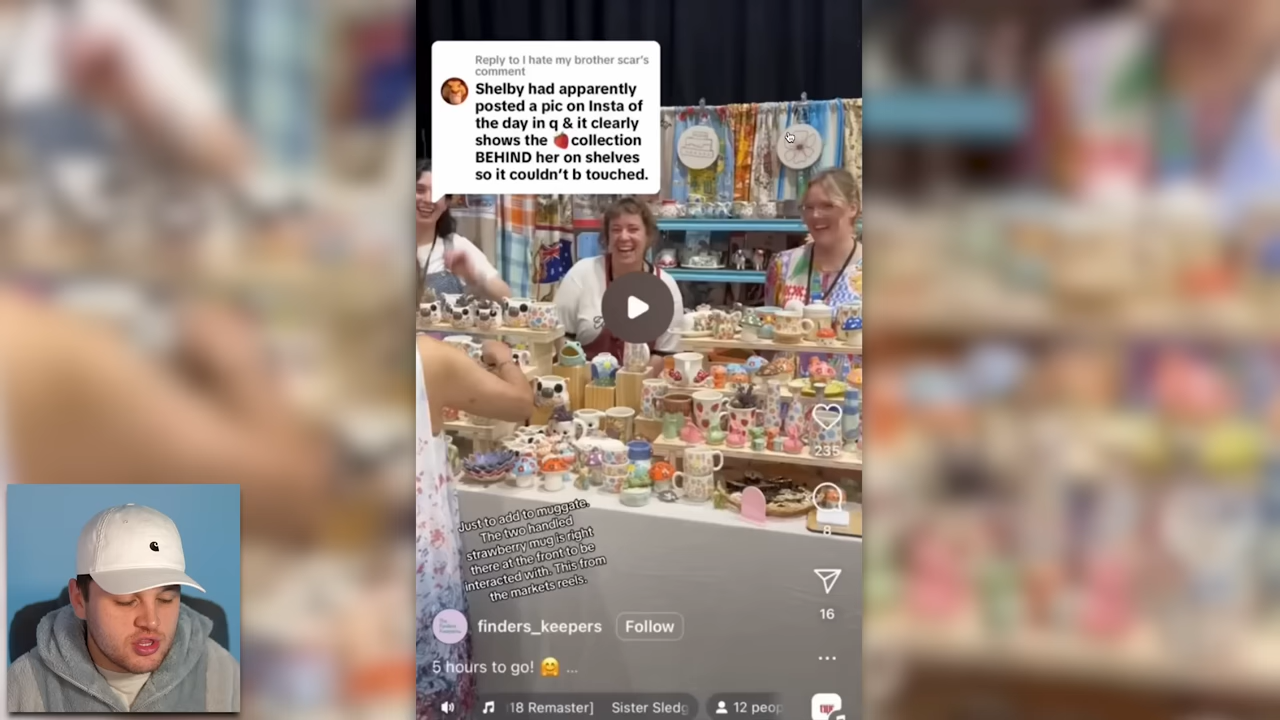 Reply to I hate my brother scar's
comment
Shelby had apparently
posted a pic on Insta of
the day in q & it clearly
shows the 🍓collection
BEHIND her on shelves
so it couldn't b touched.
235
8
Just to add to muggate.
The two handled
strawberry mug is right
there at the front to be
interacted with. This from
the markets reels.
16
finders_keepers
Follow
5 hours to go! 🤗 ...
18 Remaster] Sister Sledg
12 peop